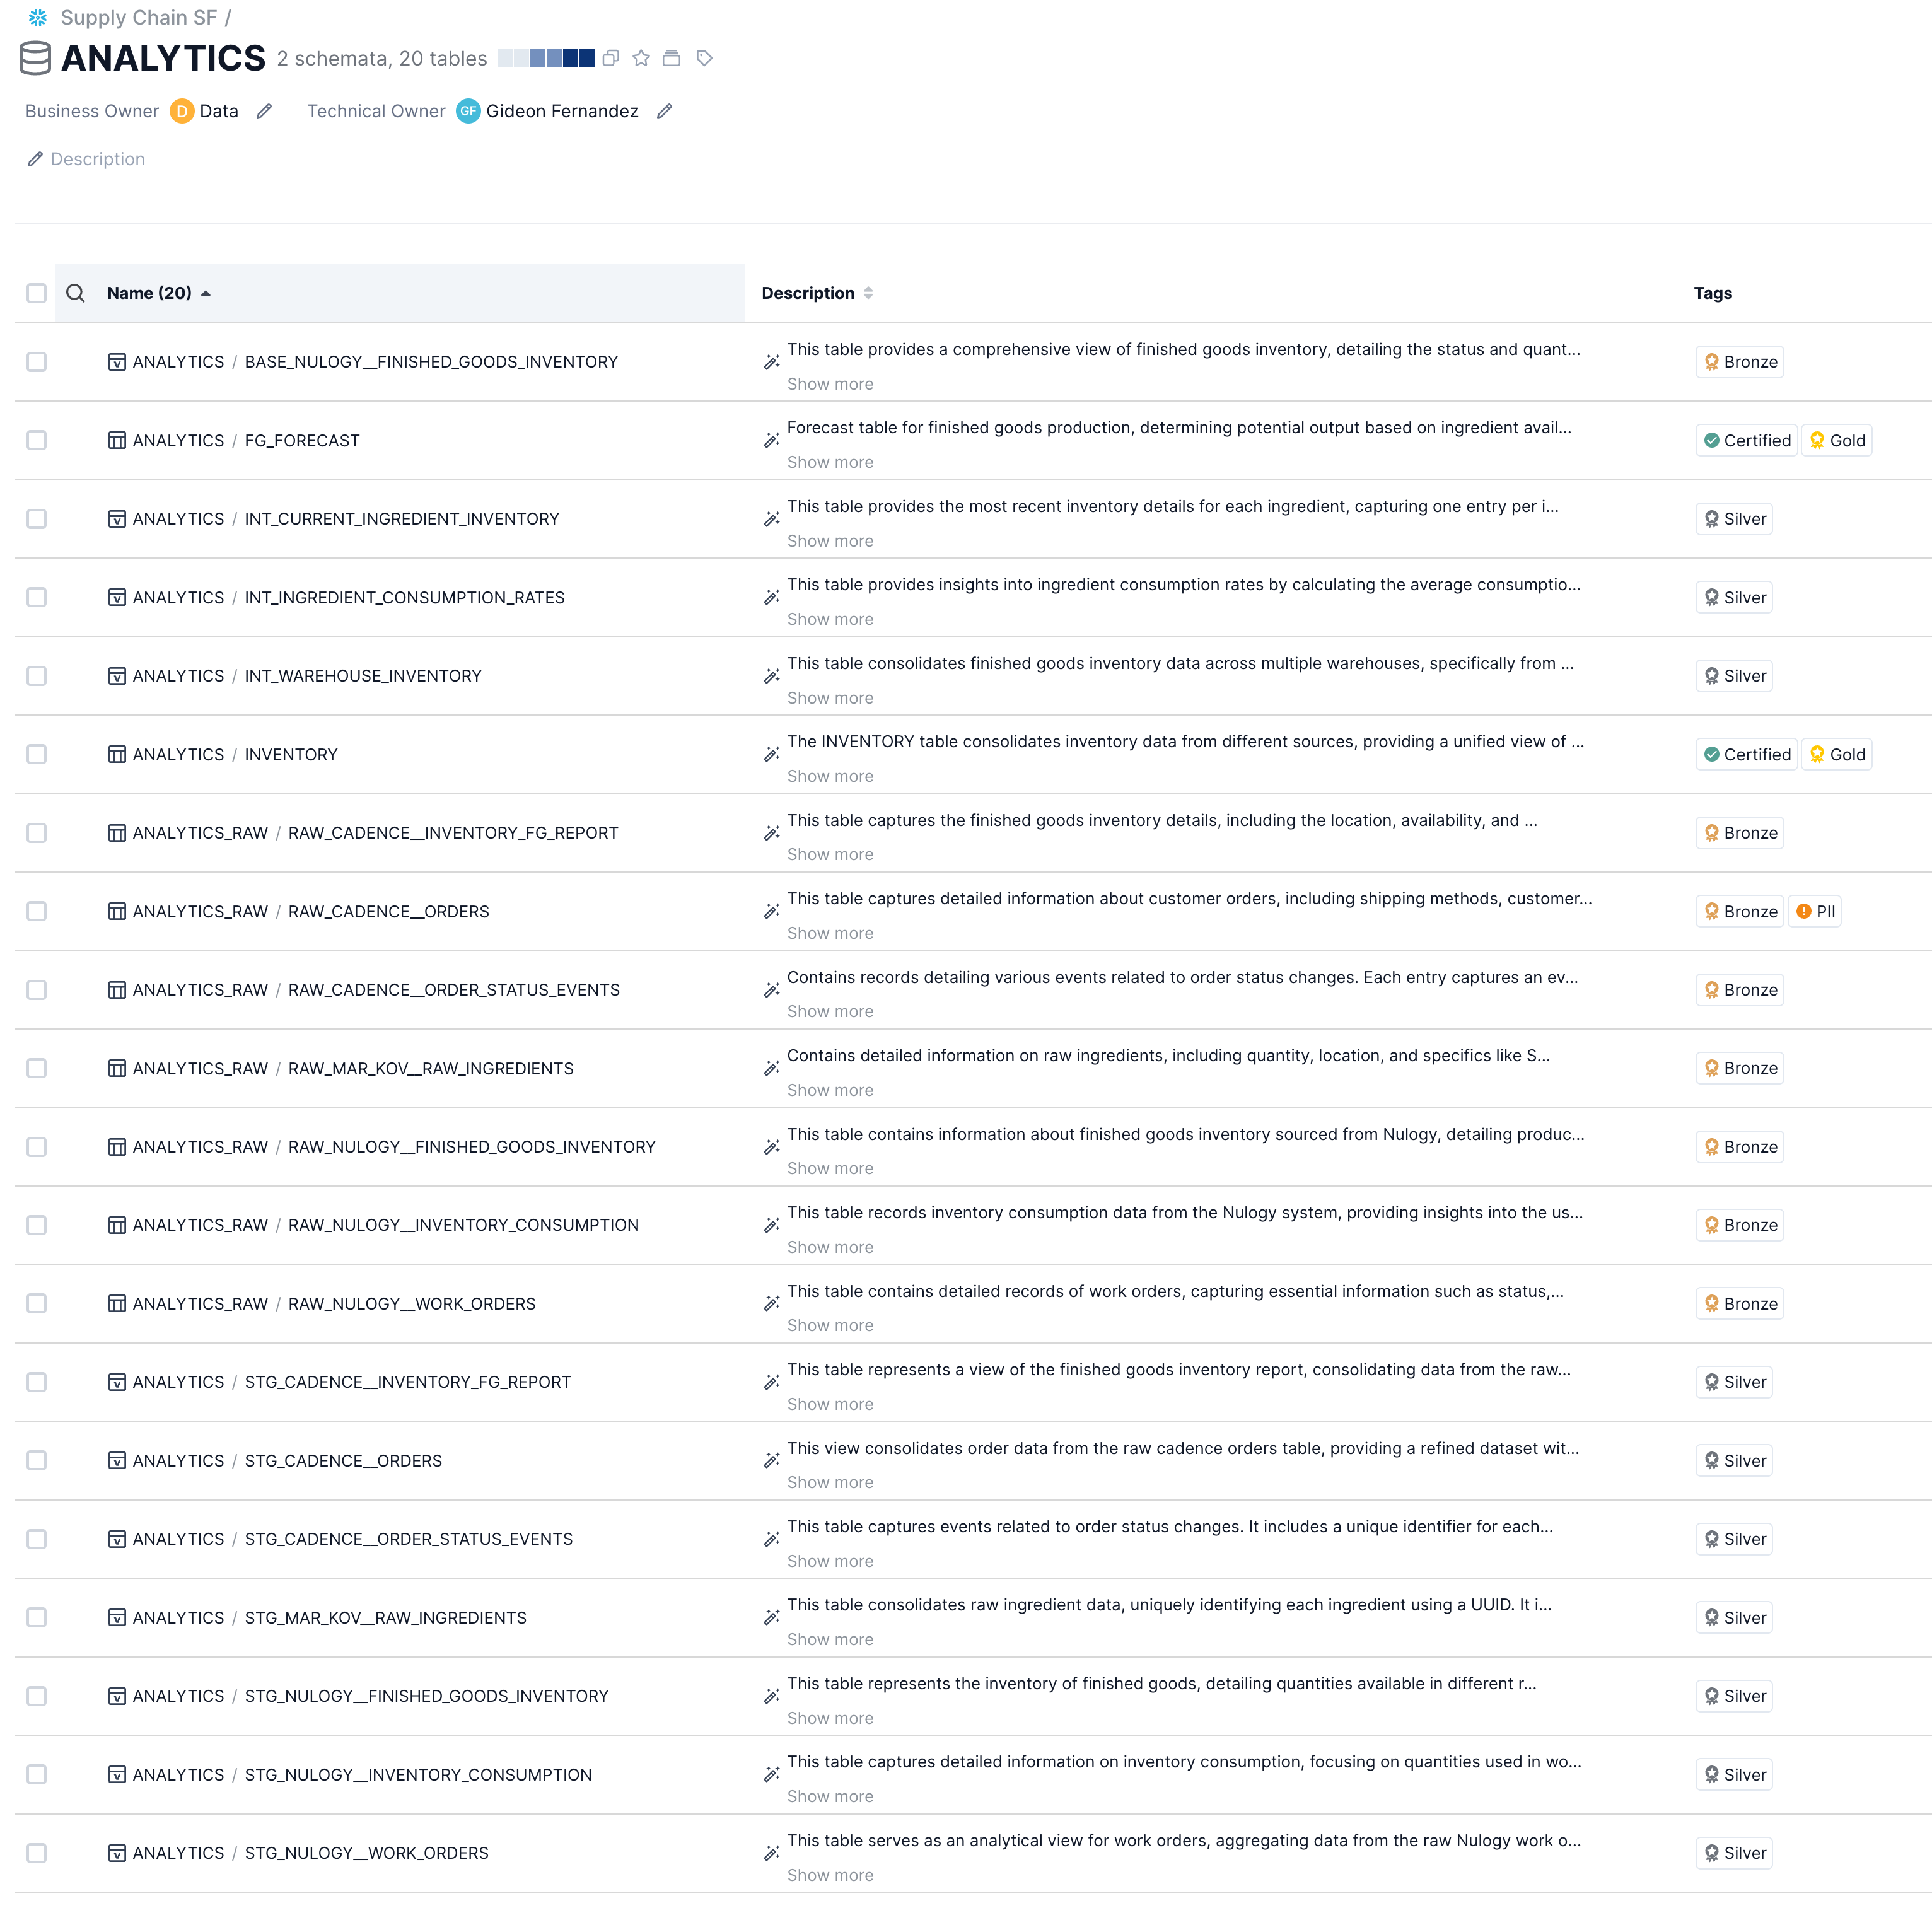 Supply Chain SF /
ANALYTICS 2 schemata, 20 tables
Business Owner D Data Technical Owner GF Gideon Fernandez
Description
Name (20) Description Tags
ANALYTICS / BASE_NULOGY__FINISHED_GOODS_INVENTORY This table provides a comprehensive view of finished goods inventory, detailing the status and quant... Bronze
Show more
ANALYTICS / FG_FORECAST Forecast table for finished goods production, determining potential output based on ingredient avail... Certified Gold
Show more
ANALYTICS / INT_CURRENT_INGREDIENT_INVENTORY This table provides the most recent inventory details for each ingredient, capturing one entry per i... Silver
Show more
ANALYTICS / INT_INGREDIENT_CONSUMPTION_RATES This table provides insights into ingredient consumption rates by calculating the average consumptio... Silver
Show more
ANALYTICS / INT_WAREHOUSE_INVENTORY This table consolidates finished goods inventory data across multiple warehouses, specifically from ... Silver
Show more
ANALYTICS / INVENTORY The INVENTORY table consolidates inventory data from different sources, providing a unified view of ... Certified Gold
Show more
ANALYTICS_RAW / RAW_CADENCE__INVENTORY_FG_REPORT This table captures the finished goods inventory details, including the location, availability, and ... Bronze
Show more
ANALYTICS_RAW / RAW_CADENCE__ORDERS This table captures detailed information about customer orders, including shipping methods, customer... Bronze PII
Show more
ANALYTICS_RAW / RAW_CADENCE__ORDER_STATUS_EVENTS Contains records detailing various events related to order status changes. Each entry captures an ev... Bronze
Show more
ANALYTICS_RAW / RAW_MAR_KOV__RAW_INGREDIENTS Contains detailed information on raw ingredients, including quantity, location, and specifics like S... Bronze
Show more
ANALYTICS_RAW / RAW_NULOGY__FINISHED_GOODS_INVENTORY This table contains information about finished goods inventory sourced from Nulogy, detailing produc... Bronze
Show more
ANALYTICS_RAW / RAW_NULOGY__INVENTORY_CONSUMPTION This table records inventory consumption data from the Nulogy system, providing insights into the us... Bronze
Show more
ANALYTICS_RAW / RAW_NULOGY__WORK_ORDERS This table contains detailed records of work orders, capturing essential information such as status,... Bronze
Show more
ANALYTICS / STG_CADENCE__INVENTORY_FG_REPORT This table represents a view of the finished goods inventory report, consolidating data from the raw... Silver
Show more
ANALYTICS / STG_CADENCE__ORDERS This view consolidates order data from the raw cadence orders table, providing a refined dataset wit... Silver
Show more
ANALYTICS / STG_CADENCE__ORDER_STATUS_EVENTS This table captures events related to order status changes. It includes a unique identifier for each... Silver
Show more
ANALYTICS / STG_MAR_KOV__RAW_INGREDIENTS This table consolidates raw ingredient data, uniquely identifying each ingredient using a UUID. It i... Silver
Show more
ANALYTICS / STG_NULOGY__FINISHED_GOODS_INVENTORY This table represents the inventory of finished goods, detailing quantities available in different r... Silver
Show more
ANALYTICS / STG_NULOGY__INVENTORY_CONSUMPTION This table captures detailed information on inventory consumption, focusing on quantities used in wo... Silver
Show more
ANALYTICS / STG_NULOGY__WORK_ORDERS This table serves as an analytical view for work orders, aggregating data from the raw Nulogy work o... Silver
Show more